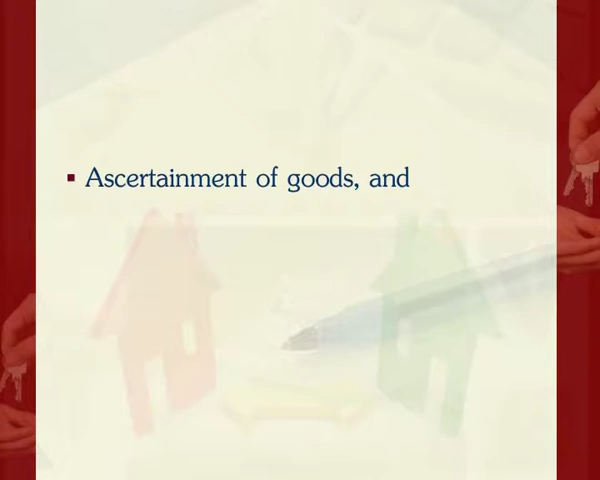 ▪ Ascertainment of goods, and